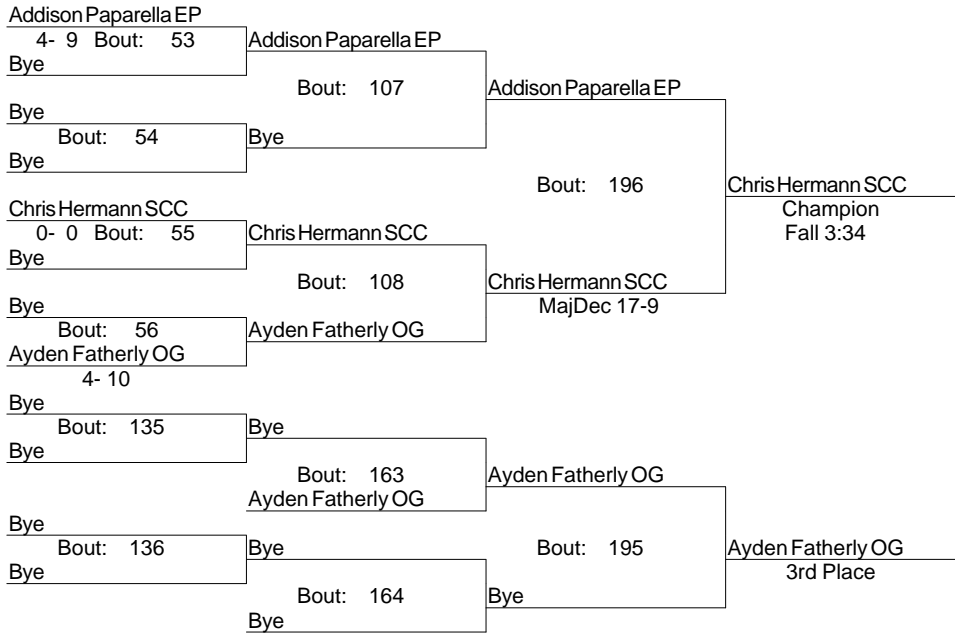 Addison Paparella EP
4- 9 Bout: 53 Addison Paparella EP
Bye
Bout: 107 Addison Paparella EP
Bye
Bout: 54 Bye
Bye
Bout: 196 Chris Hermann SCC
Chris Hermann SCC Champion
0- 0 Bout: 55 Chris Hermann SCC Fall 3:34
Bye
Bout: 108 Chris Hermann SCC
Bye MajDec 17-9
Bout: 56 Ayden Fatherly OG
Ayden Fatherly OG
4- 10
Bye
Bout: 135 Bye
Bye
Bout: 163 Ayden Fatherly OG
Ayden Fatherly OG
Bye
Bout: 136 Bye Bout: 195 Ayden Fatherly OG
Bye 3rd Place
Bout: 164 Bye
Bye